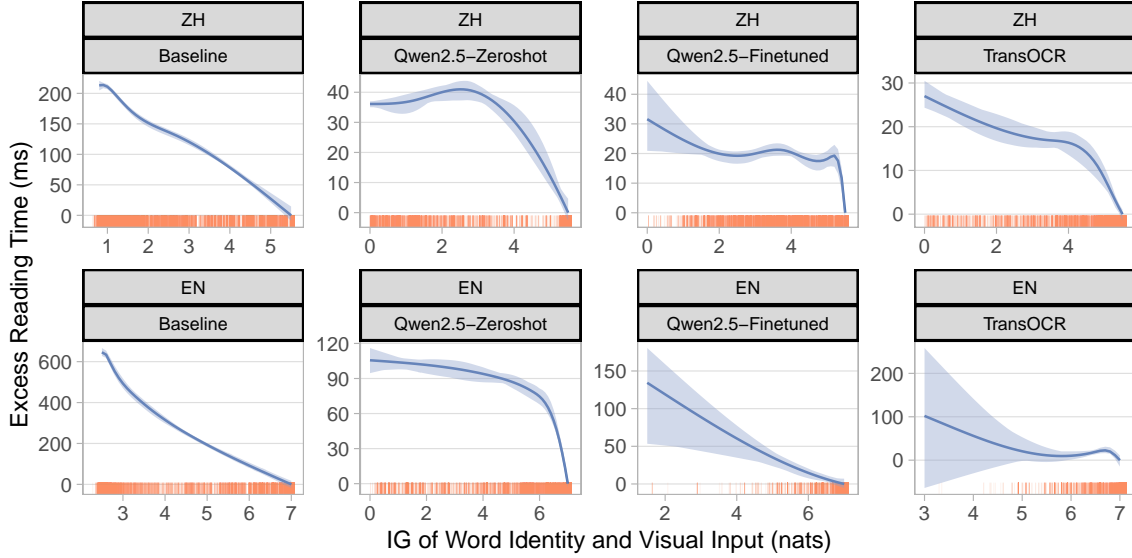 ZH ZH ZH ZH
Baseline Qwen2.5−Zeroshot Qwen2.5−Finetuned TransOCR
200
150
100
50
0
1 2 3 4 5
40
30
20
10
0
0 2 4
40
30
20
10
0
0 2 4
30
20
10
0
0 2 4
Excess Reading Time (ms)
EN EN EN EN
Baseline Qwen2.5−Zeroshot Qwen2.5−Finetuned TransOCR
600
400
200
0
3 4 5 6 7
120
90
60
30
0
0 2 4 6
150
100
50
0
2 4 6
200
100
0
3 4 5 6 7
IG of Word Identity and Visual Input (nats)